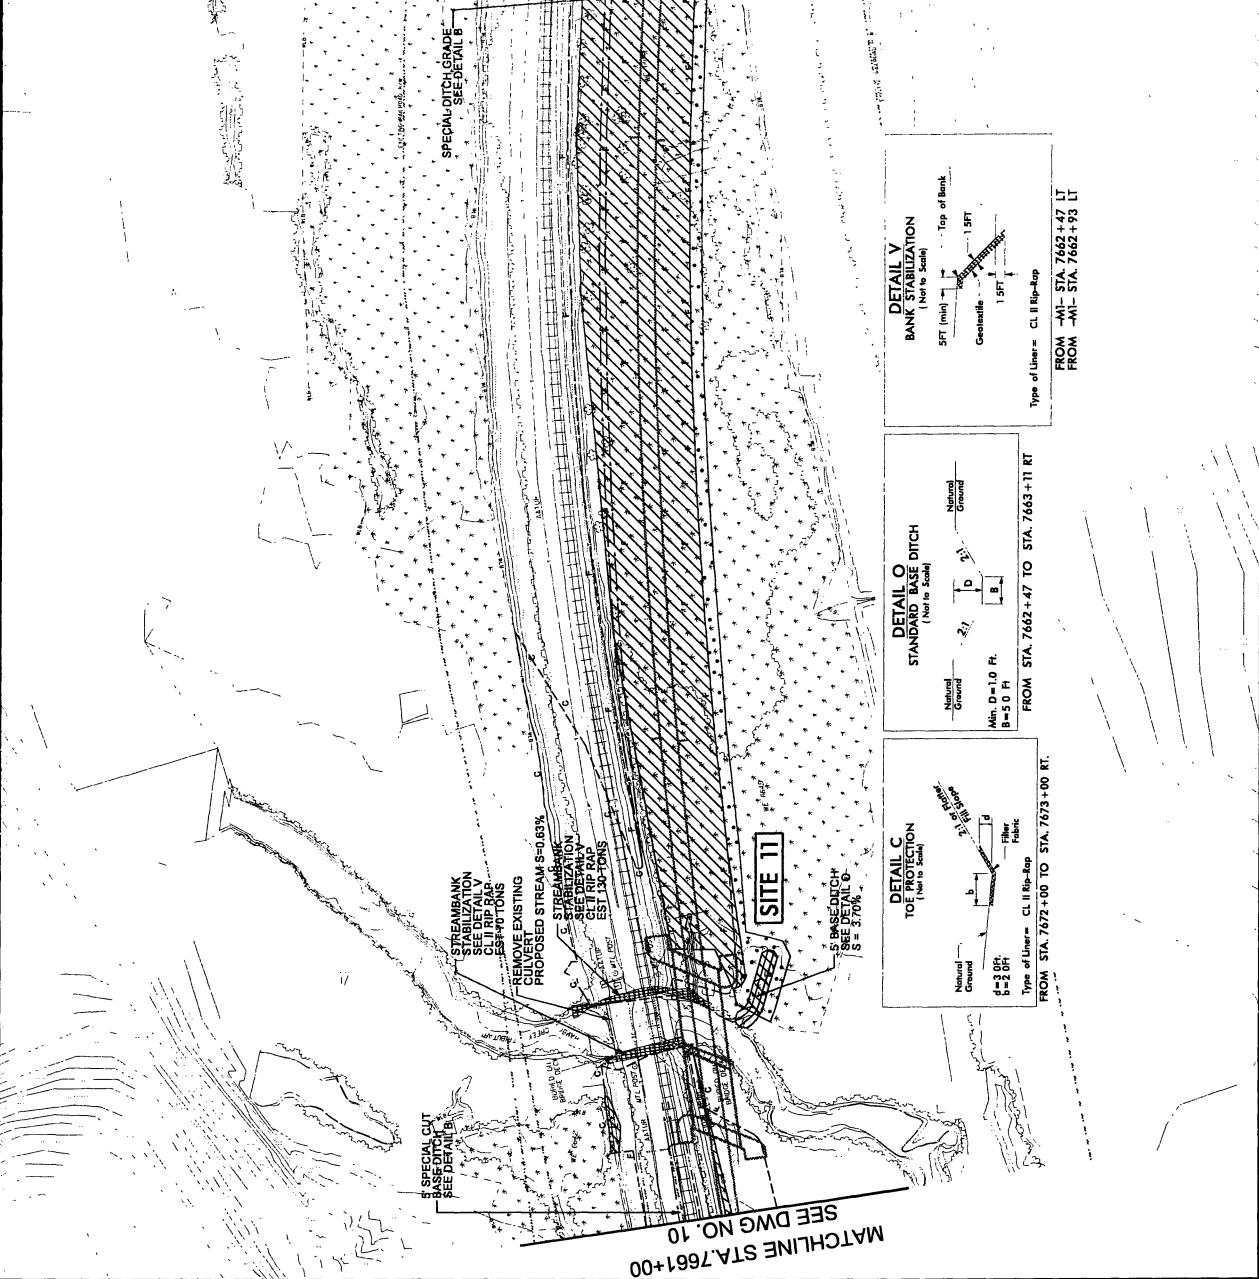 SPECIAL DITCH GRADE
SEE DETAIL B
STREAMBANK
STABILIZATION
SEE DETAIL V
CL II RIP RAP
EST 70 TONS
REMOVE EXISTING
CULVERT
PROPOSED STREAM S=0.63%
STREAMBANK
STABILIZATION
SEE DETAIL V
CL II RIP RAP
EST 130 TONS
5' SPECIAL CUT
BASE DITCH
SEE DETAIL B
SITE 11
5' BASE DITCH
SEE DETAIL O
S = 3.70%
MATCHLINE STA.7661+00
SEE DWG NO. 10
DETAIL C
TOE PROTECTION
( Not to Scale)
Natural
Ground
2:1 or Flatter
Fill Slope
b
d
Filter
Fabric
d=3 0Ft.
b=2 0Ft
Type of Liner= CL II Rip-Rap
FROM STA. 7672+00 TO STA. 7673+00 RT.
DETAIL O
STANDARD BASE DITCH
( Not to Scale)
Natural
Ground
Natural
Ground
2:1
2:1
D
B
Min. D=1.0 Ft.
B=5 0 Ft
FROM STA. 7662+47 TO STA. 7663+11 RT
DETAIL V
BANK STABILIZATION
( Not to Scale)
5FT (min)
Top of Bank
Geotextile
1 5FT
1 5FT
Type of Liner= CL II Rip-Rap
FROM -M1- STA. 7662+47 LT
FROM -M1- STA. 7662+93 LT